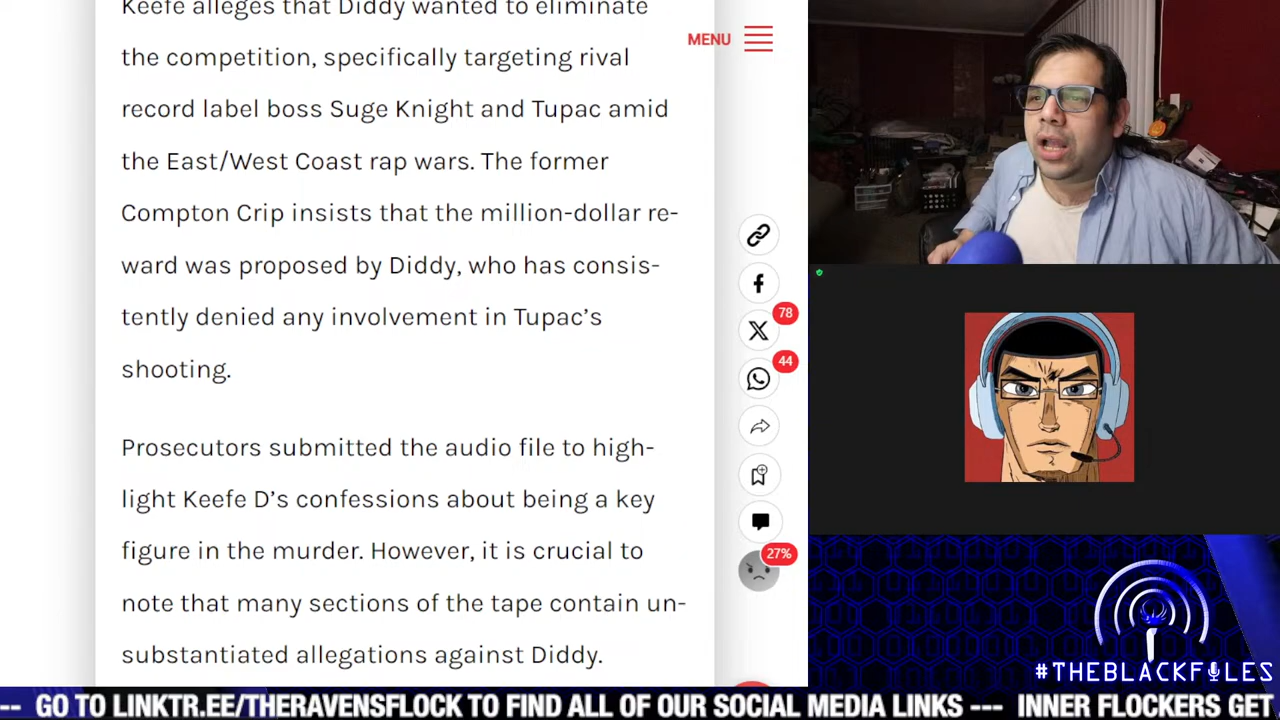 Keefe alleges that Diddy wanted to eliminate
the competition, specifically targeting rival
record label boss Suge Knight and Tupac amid
the East/West Coast rap wars. The former
Compton Crip insists that the million-dollar re-
ward was proposed by Diddy, who has consis-
tently denied any involvement in Tupac’s
shooting.
Prosecutors submitted the audio file to high-
light Keefe D’s confessions about being a key
figure in the murder. However, it is crucial to
note that many sections of the tape contain un-
substantiated allegations against Diddy.
MENU
78
44
27%
#THEBLACKFILES
--- GO TO LINKTR.EE/THERAVENSFLOCK TO FIND ALL OF OUR SOCIAL MEDIA LINKS --- INNER FLOCKERS GET